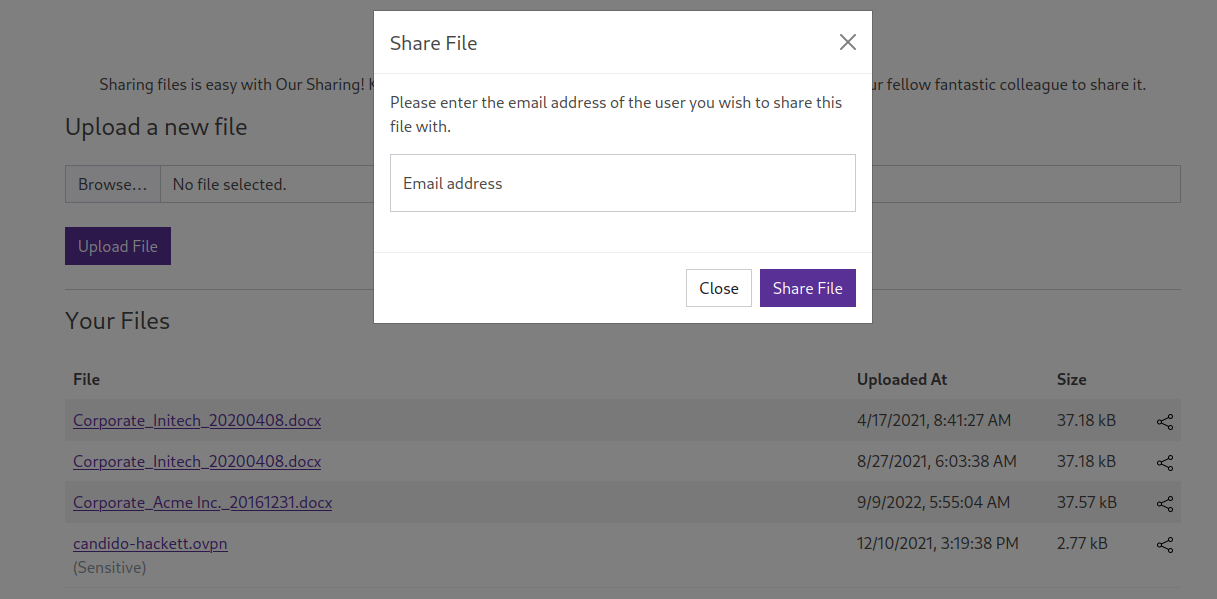 Share File
Sharing files is easy with Our Sharing!
ur fellow fantastic colleague to share it.
Please enter the email address of the user you wish to share this
file with.
Upload a new file
Browse...
No file selected.
Email address
Upload File
Close
Share File
Your Files
File
Uploaded At
Size
Corporate_Initech_20200408.docx
4/17/2021, 8:41:27 AM
37.18 kB
Corporate_Initech_20200408.docx
8/27/2021, 6:03:38 AM
37.18 kB
Corporate_Acme Inc._20161231.docx
9/9/2022, 5:55:04 AM
37.57 kB
candido-hackett.ovpn
12/10/2021, 3:19:38 PM
2.77 kB
(Sensitive)